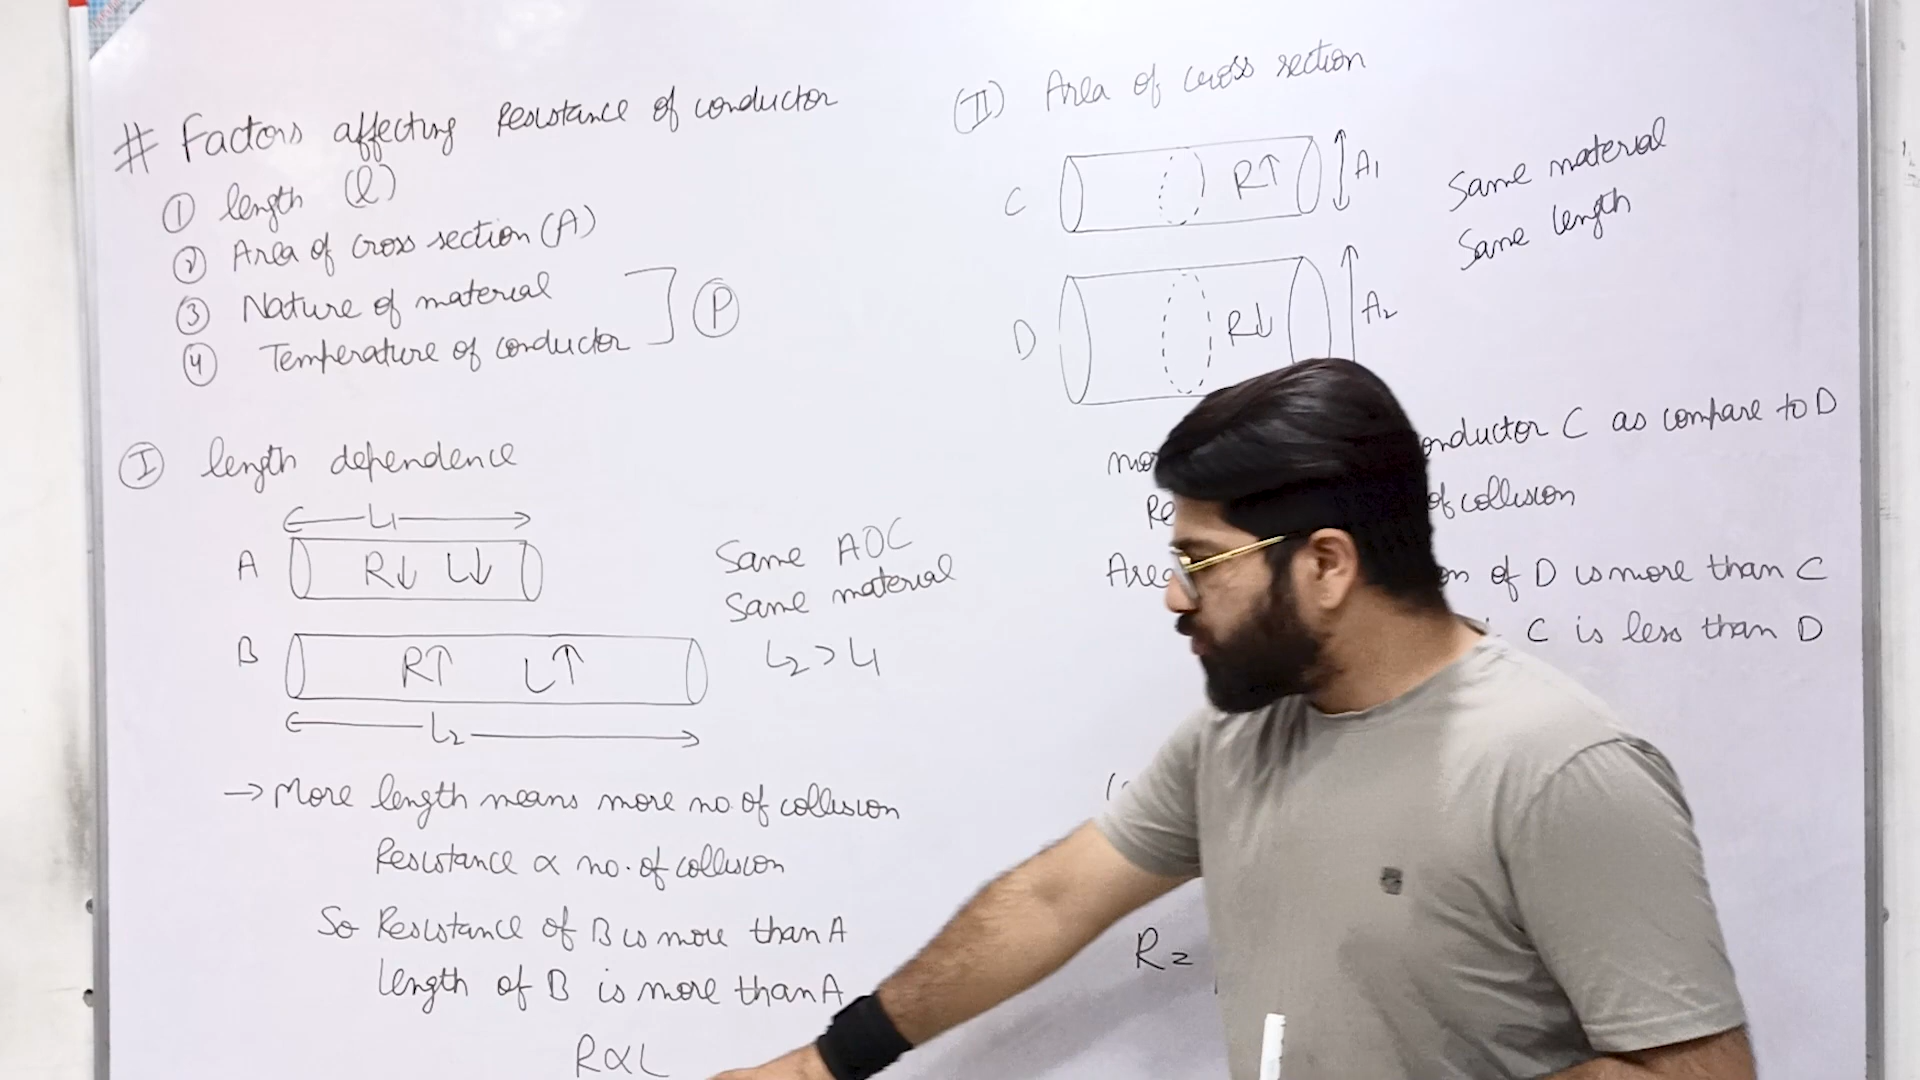 # Factors affecting Resistance of conductor
① length (l)
② Area of cross section (A)
③ Nature of material
④ Temperature of conductor
ρ
Ⓘ length dependence
L1
A R↓ L↓
B R↑ L↑
L2
Same AOC
Same material
L2 > L1
→ More length means more no. of collision
Resistance ∝ no. of collision
So Resistance of B is more than A
length of B is more than A
R ∝ L
(II) Area of cross section
C R↑ A1
D R↓ A2
Same material
Same length
conductor C as compare to D
of collision
Area of D is more than C
C is less than D
R =